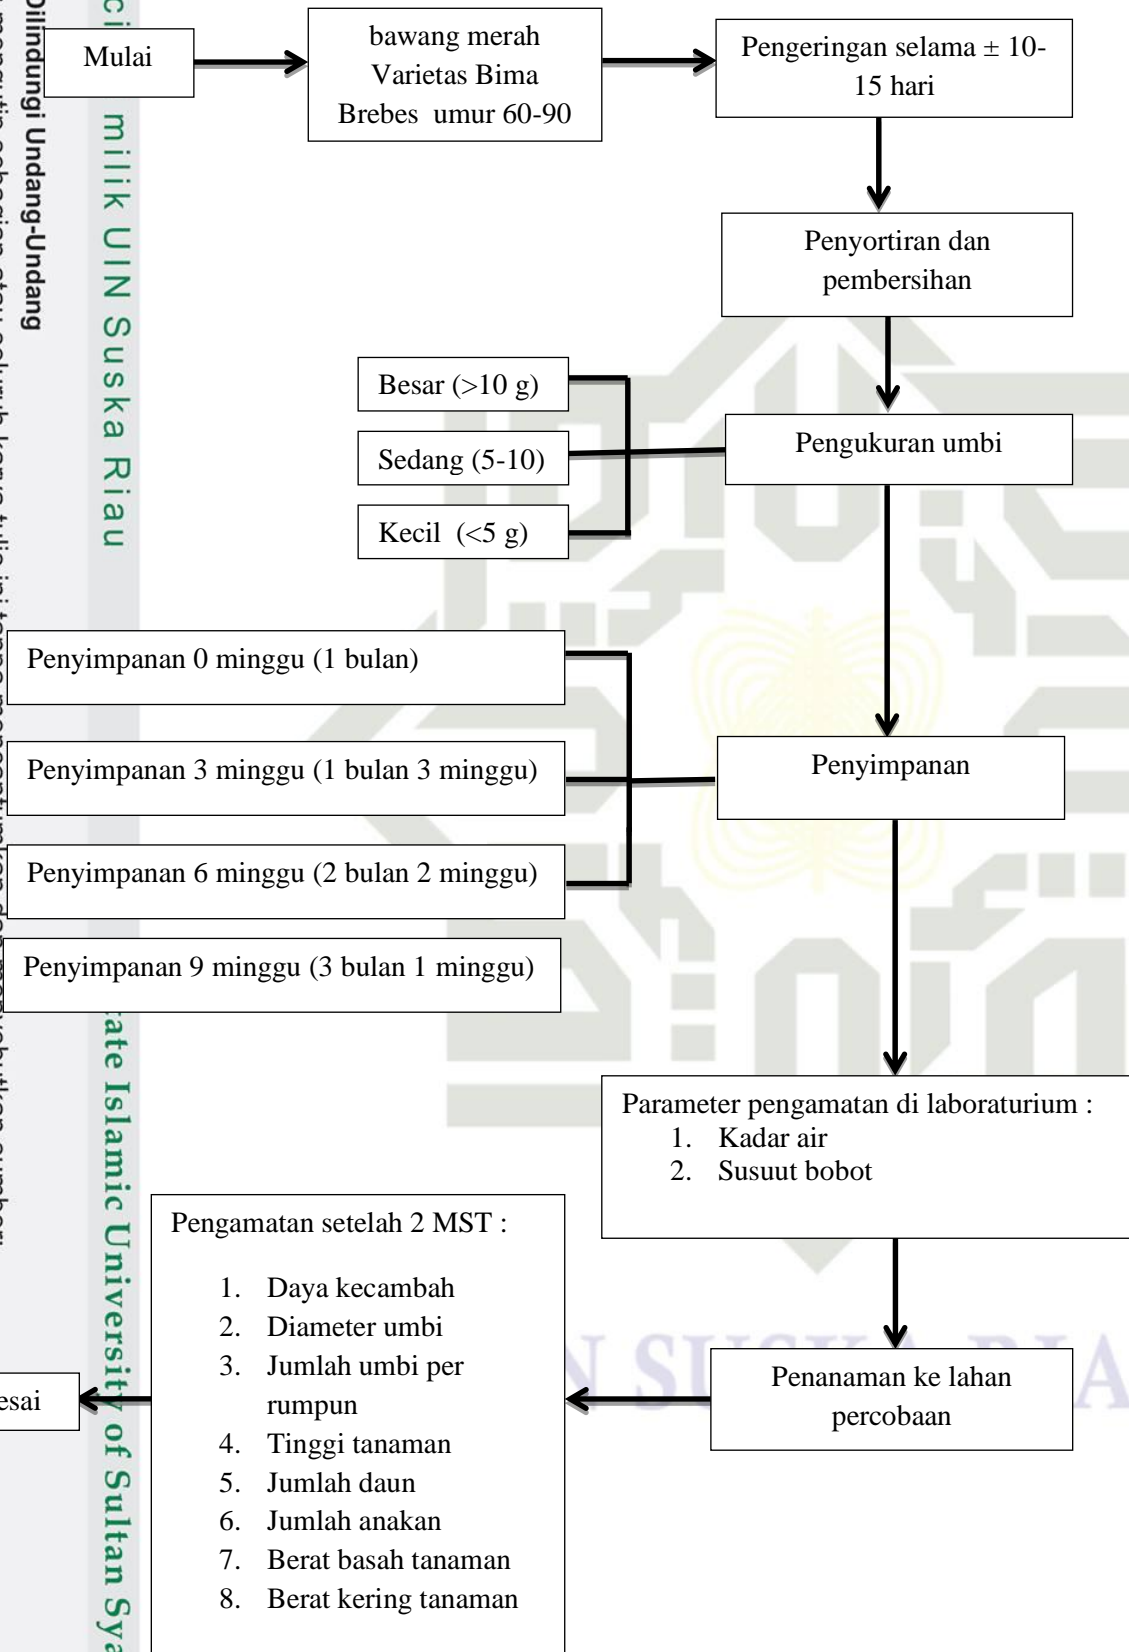 Mulai
bawang merah
Varietas Bima
Brebes umur 60-90
Pengeringan selama ± 10-
15 hari
Penyortiran dan
pembersihan
Besar (>10 g)
Sedang (5-10)
Kecil (<5 g)
Pengukuran umbi
Penyimpanan 0 minggu (1 bulan)
Penyimpanan 3 minggu (1 bulan 3 minggu)
Penyimpanan 6 minggu (2 bulan 2 minggu)
Penyimpanan 9 minggu (3 bulan 1 minggu)
Penyimpanan
Parameter pengamatan di laboraturium :
1. Kadar air
2. Susuut bobot
Penanaman ke lahan
percobaan
Pengamatan setelah 2 MST :
1. Daya kecambah
2. Diameter umbi
3. Jumlah umbi per
rumpun
4. Tinggi tanaman
5. Jumlah daun
6. Jumlah anakan
7. Berat basah tanaman
8. Berat kering tanaman
esai
milik UIN Suska Riau
Dilindungi Undang-Undang
ate Islamic University of Sultan Sya
N SUSKA RIA